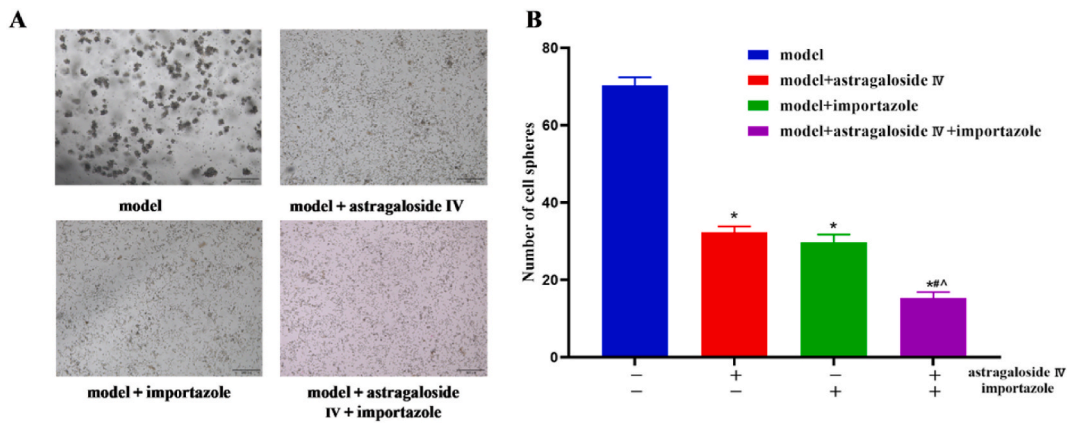 A
model
model + astragaloside IV
model + importazole
model + astragaloside
IV + importazole
B
Number of cell spheres
80
60
40
20
0
model
model+astragaloside Ⅳ
model+importazole
model+astragaloside Ⅳ+importazole
*
*
*#^
− + − + astragaloside Ⅳ
− − + + importazole